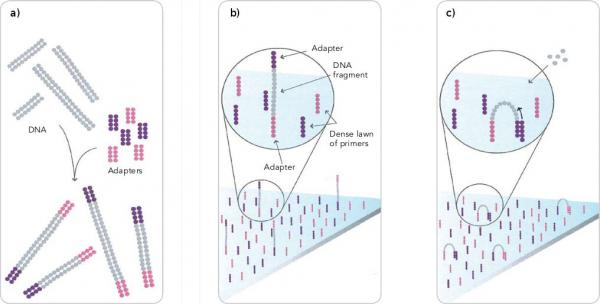 a)
DNA
Adapters
b)
Adapter
DNA
fragment
Dense lawn
of primers
Adapter
c)